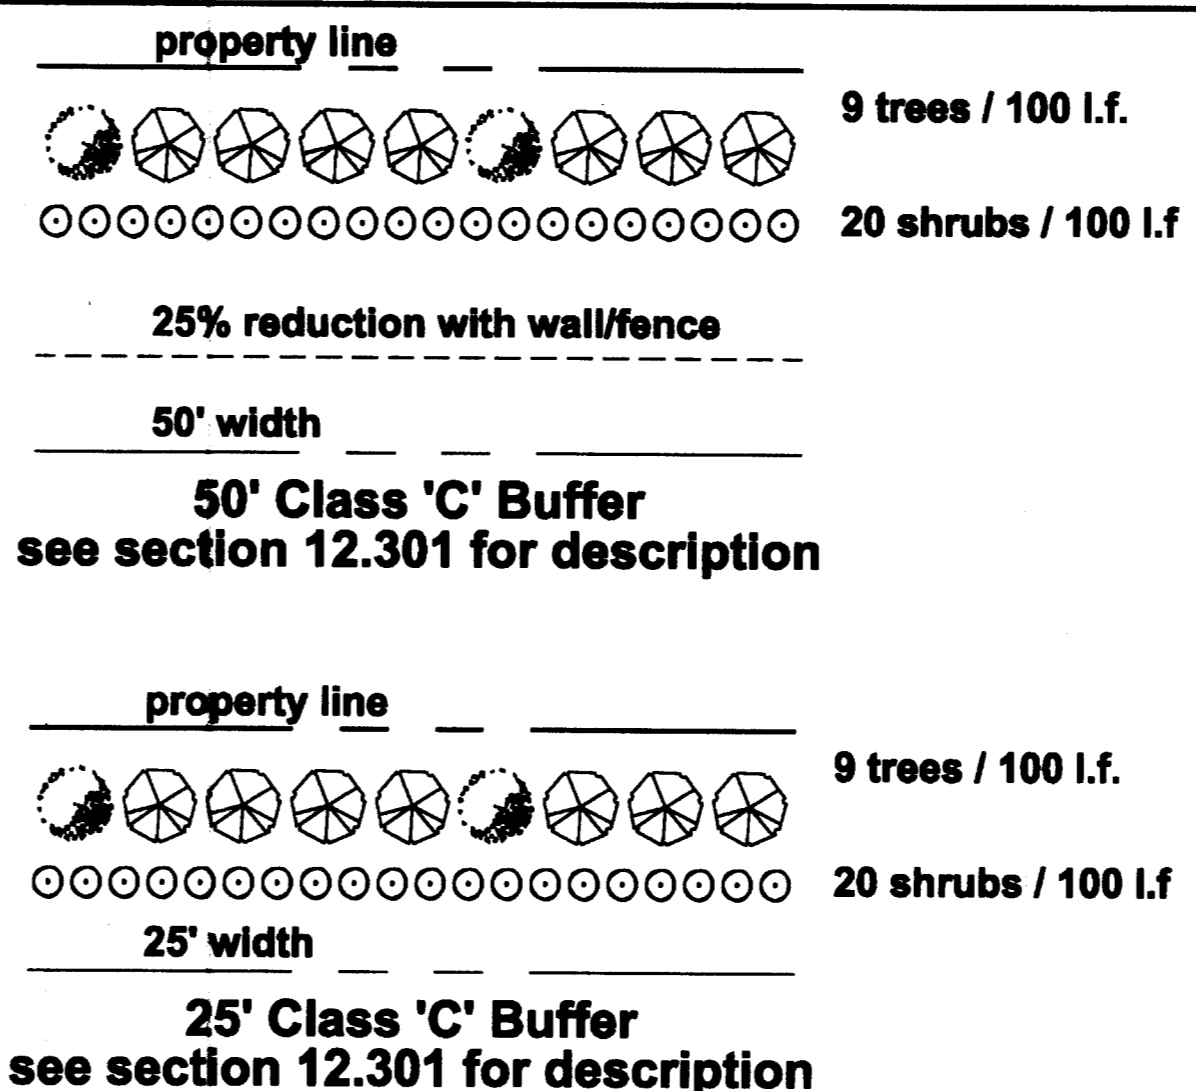 property line
9 trees / 100 l.f.
20 shrubs / 100 l.f
25% reduction with wall/fence
50' width
50' Class 'C' Buffer
see section 12.301 for description
property line
9 trees / 100 l.f.
20 shrubs / 100 l.f
25' width
25' Class 'C' Buffer
see section 12.301 for description